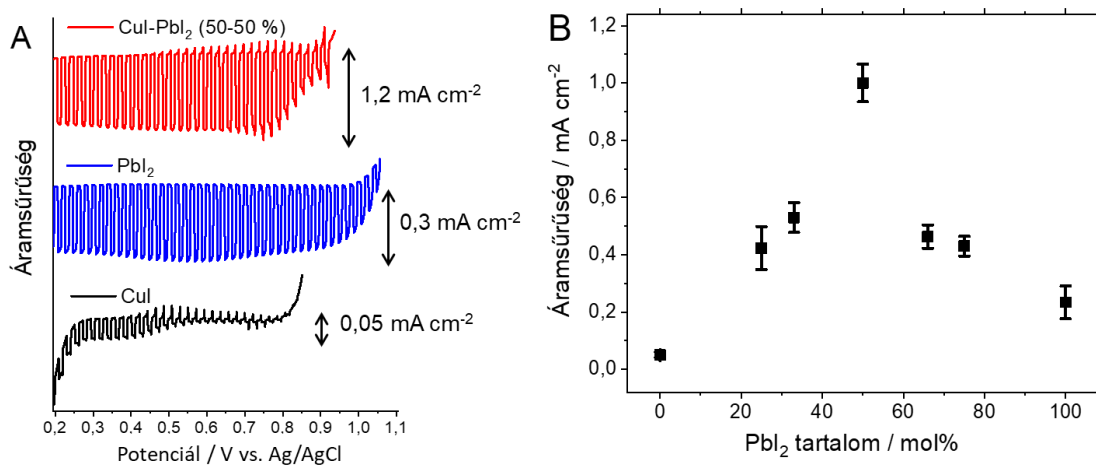 A
CuI-PbI₂ (50-50 %)
1,2 mA cm⁻²
PbI₂
0,3 mA cm⁻²
CuI
0,05 mA cm⁻²
Áramsűrűség
0,2 0,3 0,4 0,5 0,6 0,7 0,8 0,9 1,0 1,1
Potenciál / V vs. Ag/AgCl
B
Áramsűrűség / mA cm⁻²
1,2
1,0
0,8
0,6
0,4
0,2
0,0
0 20 40 60 80 100
PbI₂ tartalom / mol%